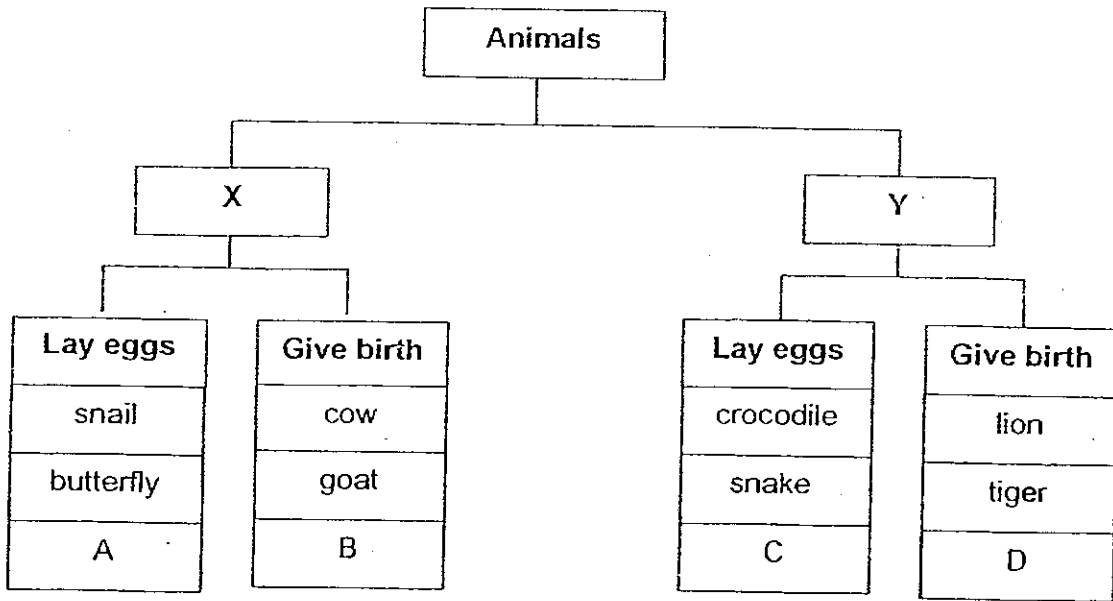 Animals
X
Y
Lay eggs
snail
butterfly
A
Give birth
cow
goat
B
Lay eggs
crocodile
snake
C
Give birth
lion
tiger
D